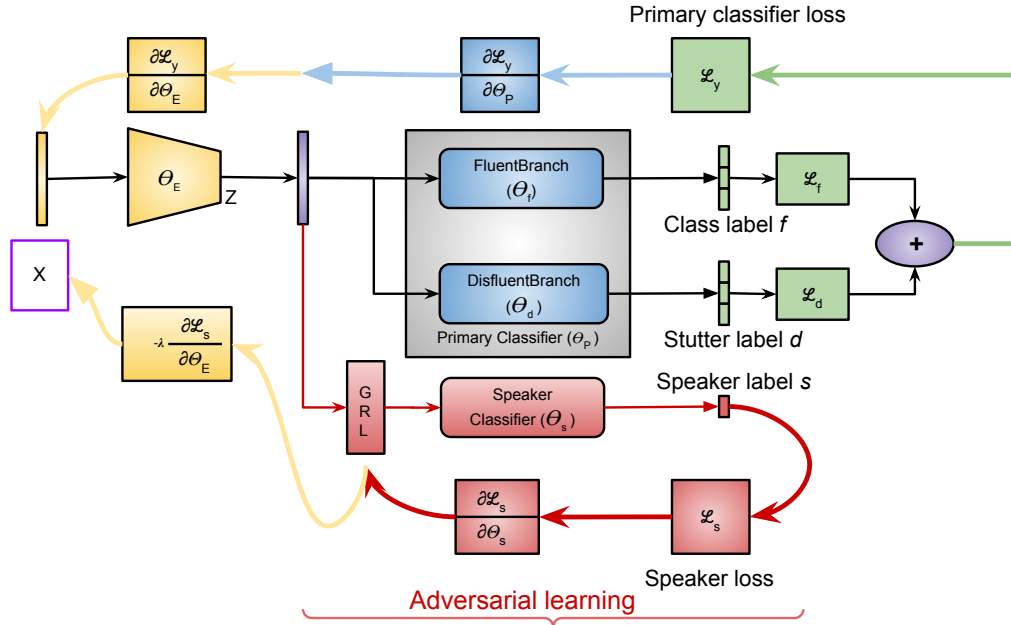 Primary classifier loss
∂ℒy
∂ΘE
∂ℒy
∂ΘP
ℒy
ΘE
Z
FluentBranch
(Θf)
Class label f
ℒf
+
X
DisfluentBranch
(Θd)
Primary Classifier (ΘP)
Stutter label d
ℒd
-λ ∂ℒs
∂ΘE
GRL
Speaker
Classifier (Θs)
Speaker label s
∂ℒs
∂Θs
ℒs
Speaker loss
Adversarial learning